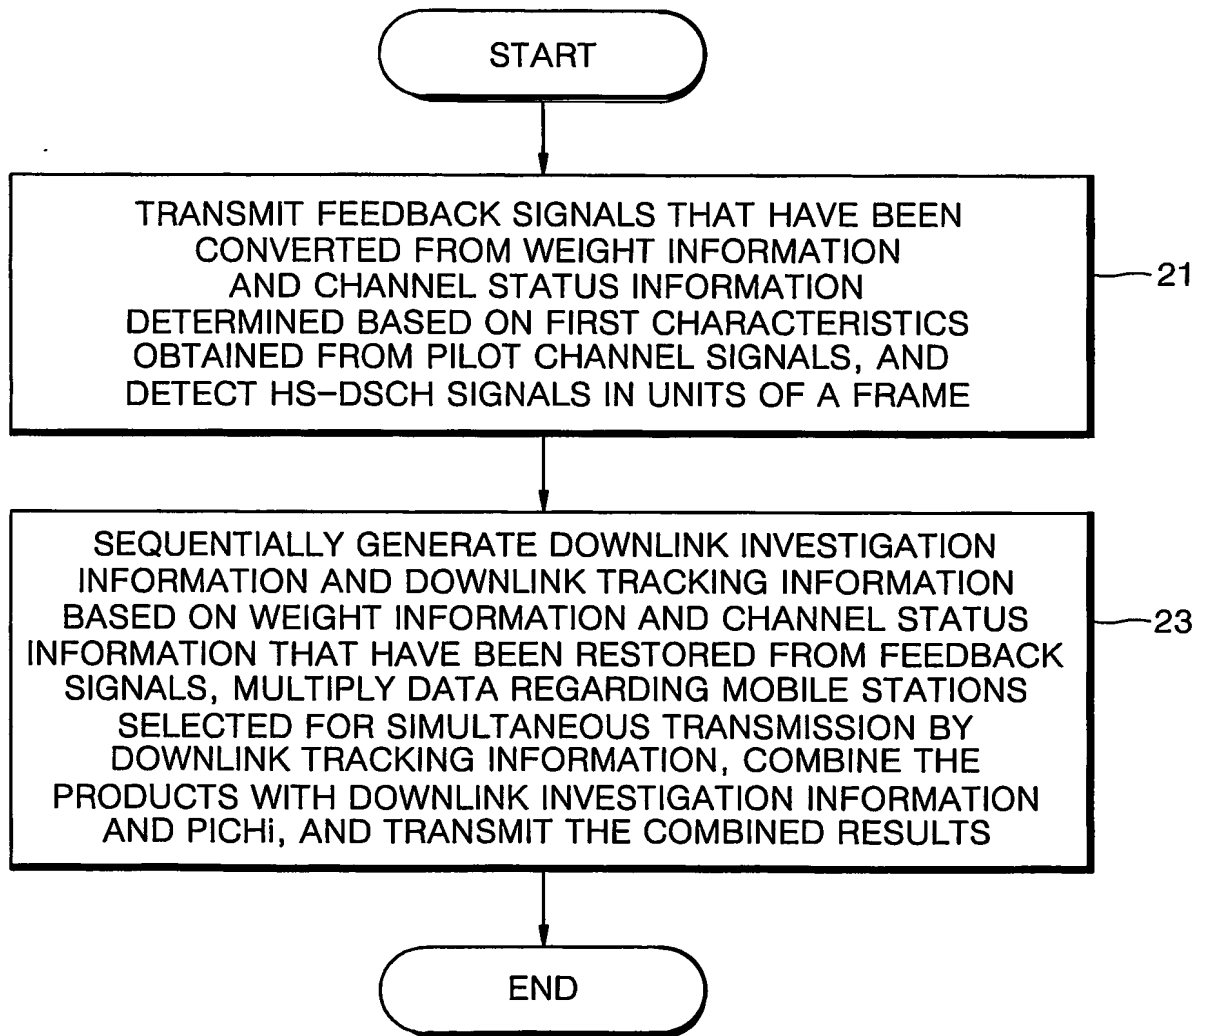 START
TRANSMIT FEEDBACK SIGNALS THAT HAVE BEEN
CONVERTED FROM WEIGHT INFORMATION
AND CHANNEL STATUS INFORMATION
DETERMINED BASED ON FIRST CHARACTERISTICS
OBTAINED FROM PILOT CHANNEL SIGNALS, AND
DETECT HS-DSCH SIGNALS IN UNITS OF A FRAME
21
SEQUENTIALLY GENERATE DOWNLINK INVESTIGATION
INFORMATION AND DOWNLINK TRACKING INFORMATION
BASED ON WEIGHT INFORMATION AND CHANNEL STATUS
INFORMATION THAT HAVE BEEN RESTORED FROM FEEDBACK
SIGNALS, MULTIPLY DATA REGARDING MOBILE STATIONS
SELECTED FOR SIMULTANEOUS TRANSMISSION BY
DOWNLINK TRACKING INFORMATION, COMBINE THE
PRODUCTS WITH DOWNLINK INVESTIGATION INFORMATION
AND PICHi, AND TRANSMIT THE COMBINED RESULTS
23
END